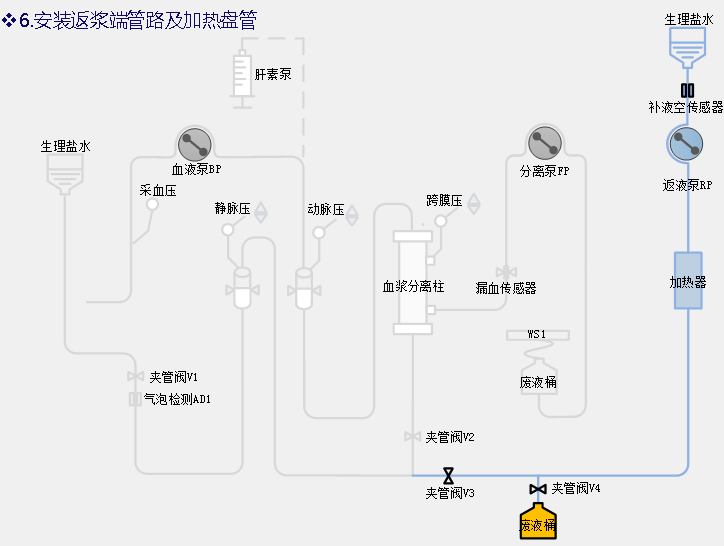 ❖6.安装返浆端管路及加热盘管
生理盐水
肝素泵
补液空传感器
生理盐水
血液泵BP
分离泵FP
返液泵RP
采血压
静脉压
动脉压
跨膜压
加热器
血浆分离柱
漏血传感器
WS1
夹管阀V1
废液桶
气泡检测AD1
夹管阀V2
夹管阀V3
夹管阀V4
废液桶